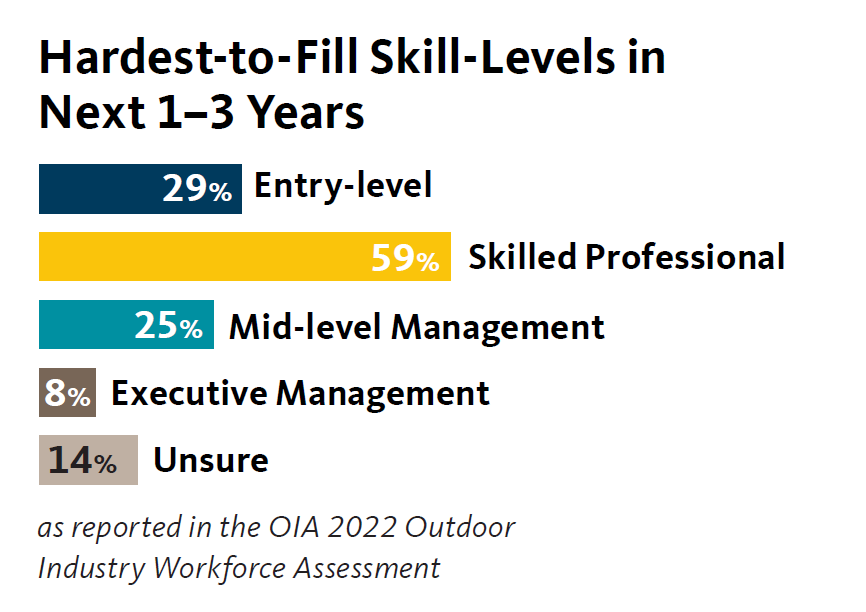 Hardest-to-Fill Skill-Levels in
Next 1–3 Years
29% Entry-level
59% Skilled Professional
25% Mid-level Management
8% Executive Management
14% Unsure
as reported in the OIA 2022 Outdoor
Industry Workforce Assessment